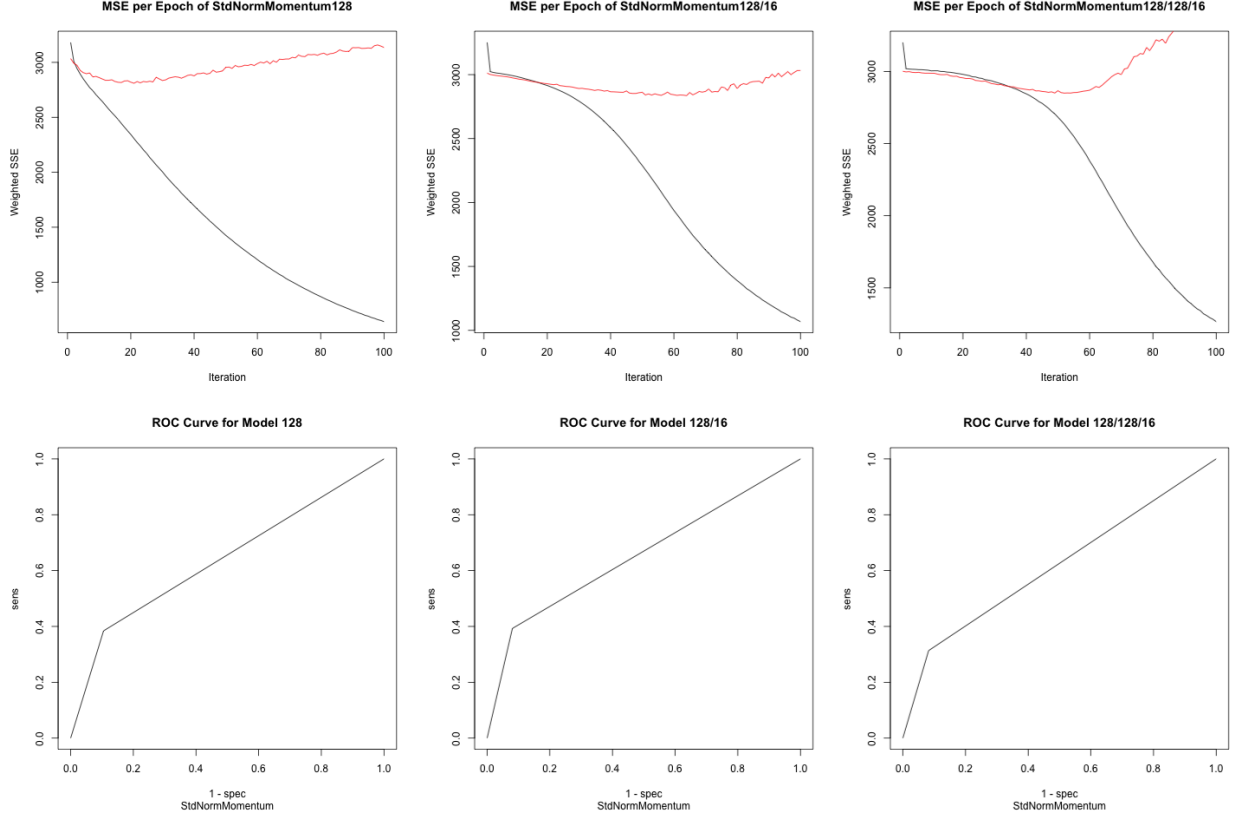 MSE per Epoch of StdNormMomentum128
Weighted SSE
3000
2500
2000
1500
1000
0 20 40 60 80 100
Iteration
MSE per Epoch of StdNormMomentum128/16
Weighted SSE
3000
2500
2000
1500
1000
0 20 40 60 80 100
Iteration
MSE per Epoch of StdNormMomentum128/128/16
Weighted SSE
3000
2500
2000
1500
0 20 40 60 80 100
Iteration
ROC Curve for Model 128
sens
1.0
0.8
0.6
0.4
0.2
0.0
0.0 0.2 0.4 0.6 0.8 1.0
1 - spec
StdNormMomentum
ROC Curve for Model 128/16
sens
1.0
0.8
0.6
0.4
0.2
0.0
0.0 0.2 0.4 0.6 0.8 1.0
1 - spec
StdNormMomentum
ROC Curve for Model 128/128/16
sens
1.0
0.8
0.6
0.4
0.2
0.0
0.0 0.2 0.4 0.6 0.8 1.0
1 - spec
StdNormMomentum